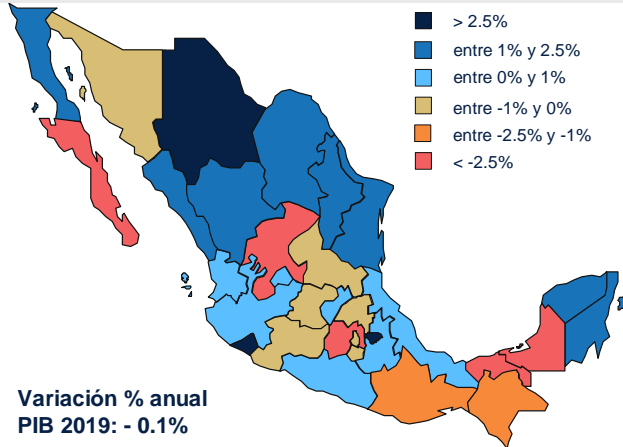 > 2.5%
entre 1% y 2.5%
entre 0% y 1%
entre -1% y 0%
entre -2.5% y -1%
< -2.5%
Variación % anual
PIB 2019: - 0.1%